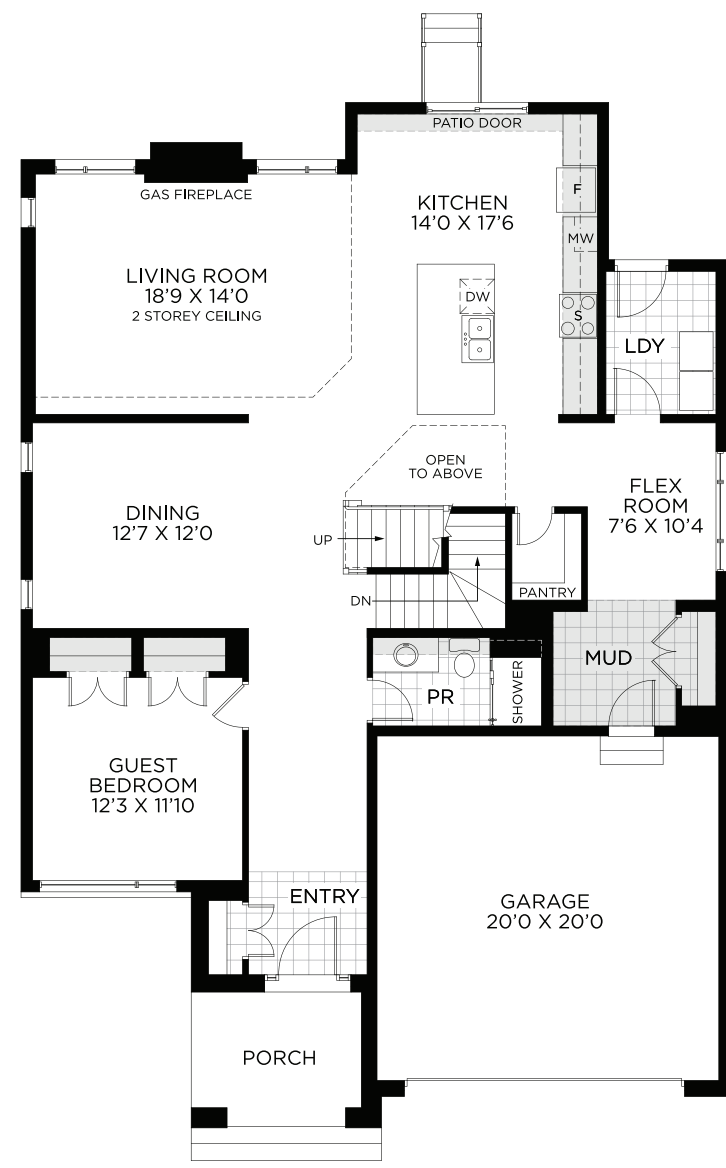 PATIO DOOR
GAS FIREPLACE
KITCHEN
14'0 X 17'6
F
MW
LIVING ROOM
18'9 X 14'0
2 STOREY CEILING
DW
S
LDY
OPEN
TO ABOVE
DINING
12'7 X 12'0
FLEX
ROOM
7'6 X 10'4
UP
DN
PANTRY
MUD
PR
SHOWER
GUEST
BEDROOM
12'3 X 11'10
ENTRY
GARAGE
20'0 X 20'0
PORCH